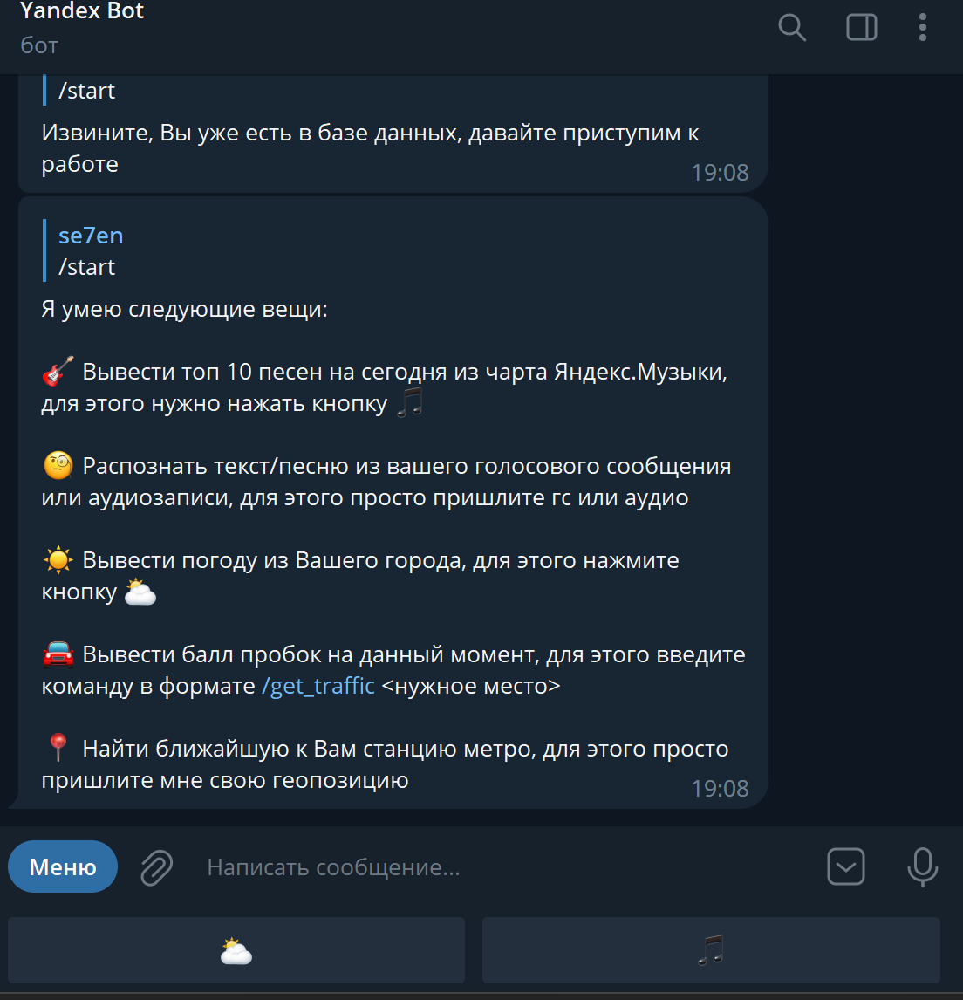 Yandex Bot
бот
/start
Извините, Вы уже есть в базе данных, давайте приступим к
работе
19:08
se7en
/start
Я умею следующие вещи:
🎸 Вывести топ 10 песен на сегодня из чарта Яндекс.Музыки,
для этого нужно нажать кнопку 🎵
🧐 Распознать текст/песню из вашего голосового сообщения
или аудиозаписи, для этого просто пришлите гс или аудио
☀️ Вывести погоду из Вашего города, для этого нажмите
кнопку 🌥
🚘 Вывести балл пробок на данный момент, для этого введите
команду в формате /get_traffic <нужное место>
📍 Найти ближайшую к Вам станцию метро, для этого просто
пришлите мне свою геопозицию
19:08
Меню
Написать сообщение...